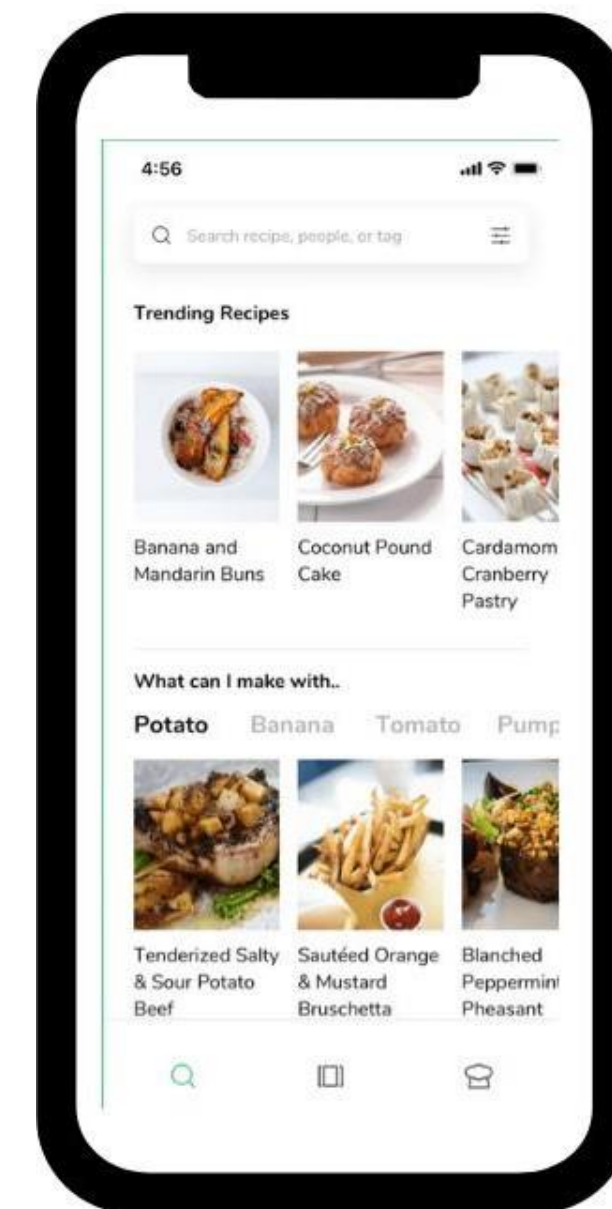 4:56
Search recipe, people, or tag
Trending Recipes
Banana and
Mandarin Buns
Coconut Pound
Cake
Cardamom
Cranberry
Pastry
What can I make with..
Potato Banana Tomato Pump
Tenderized Salty
& Sour Potato
Beef
Sautéed Orange
& Mustard
Bruschetta
Blanched
Peppermint
Pheasant